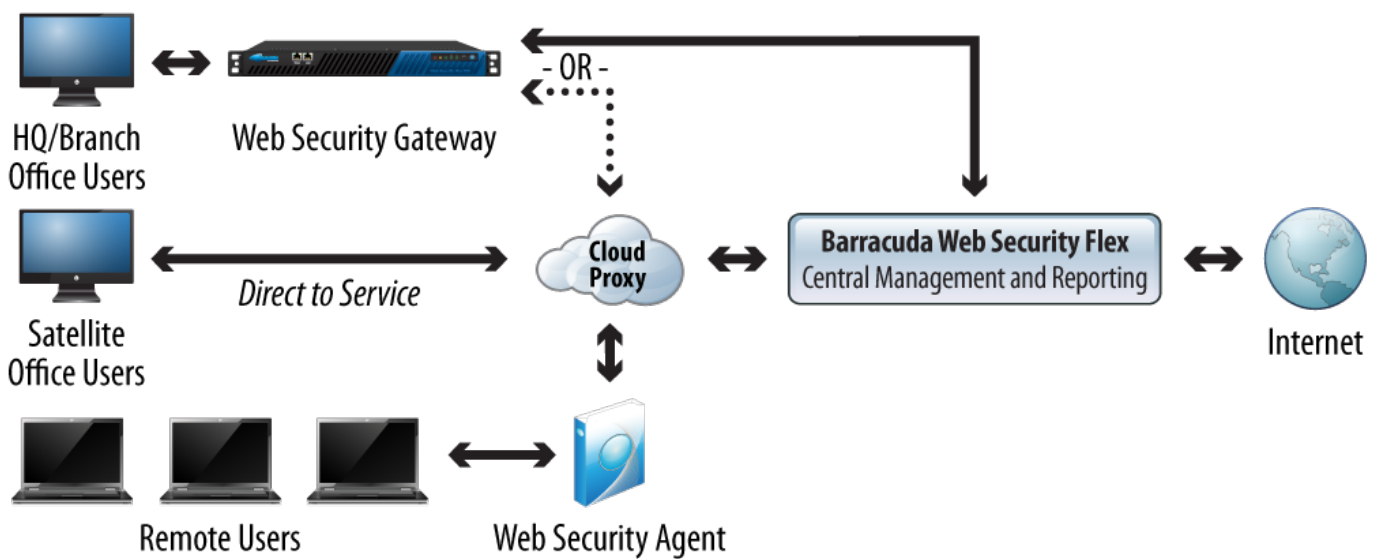 - OR -
HQ/Branch
Office Users
Web Security Gateway
Cloud
Proxy
Barracuda Web Security Flex
Central Management and Reporting
Direct to Service
Satellite
Office Users
Internet
Remote Users
Web Security Agent